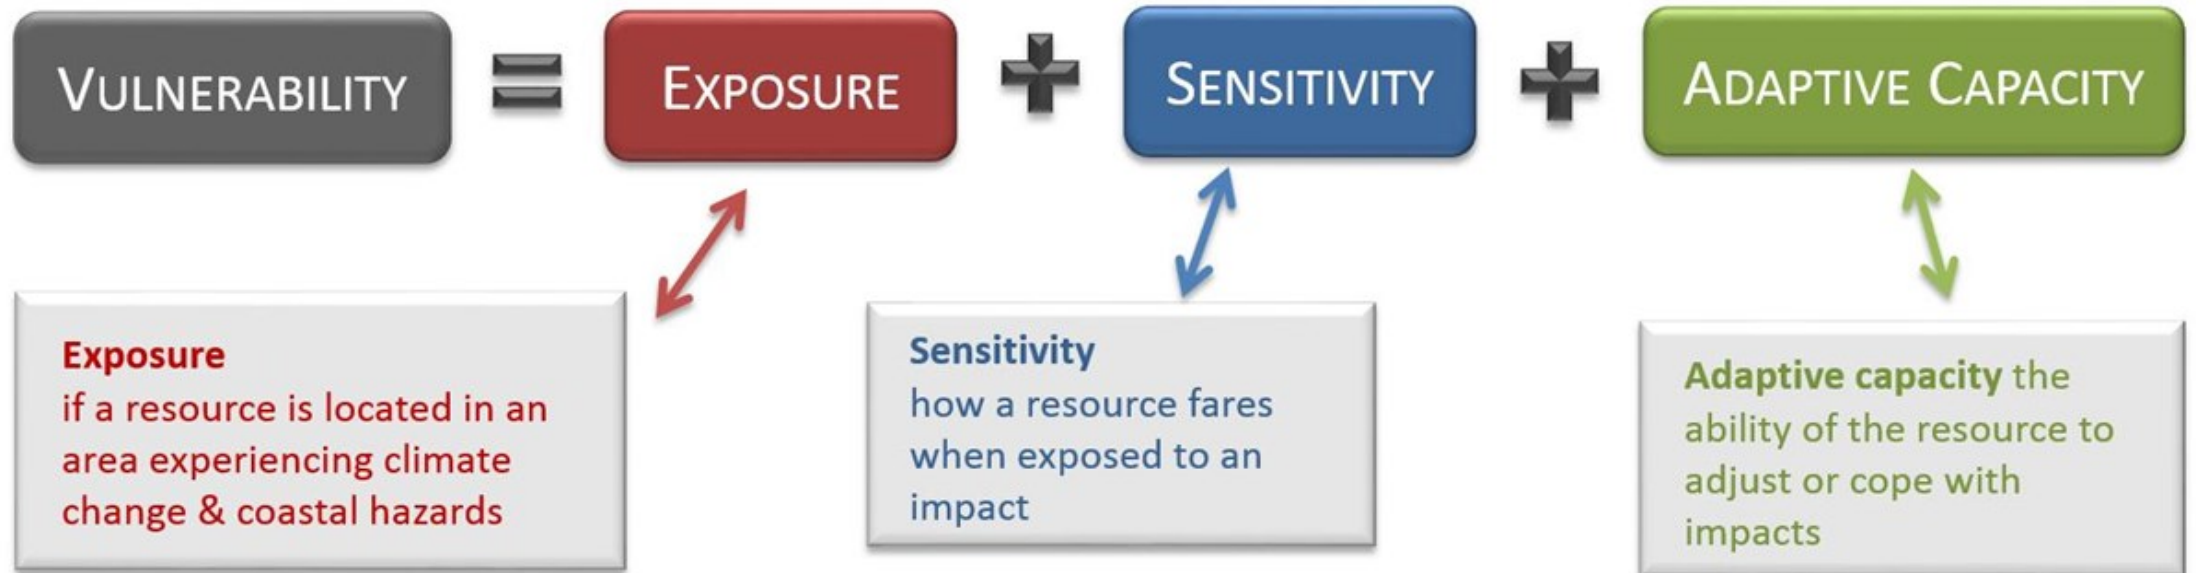 VULNERABILITY = EXPOSURE + SENSITIVITY + ADAPTIVE CAPACITY
Exposure
if a resource is located in an
area experiencing climate
change & coastal hazards
Sensitivity
how a resource fares
when exposed to an
impact
Adaptive capacity the
ability of the resource to
adjust or cope with
impacts